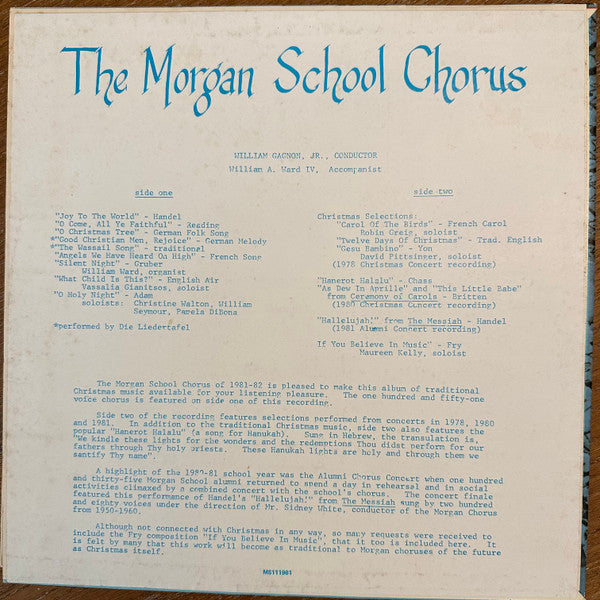 The Morgan School Chorus
WILLIAM GAGNON, JR., CONDUCTOR
William A. Ward IV, Accompanist
side one
"Joy To The World" - Handel
"O Come, All Ye Faithful" - Reading
"O Christmas Tree" - German Folk Song
*"Good Christian Men, Rejoice" - German Melody
*"The Wassail Song" - traditional
"Angels We Have Heard On High" - French Song
"Silent Night" - Gruber
William Ward, organist
"What Child Is This?" - English Air
Vassalia Gianitsos, soloist
"O Holy Night" - Adam
soloists: Christine Walton, William
Seymour, Pamela DiBona
*performed by Die Liedertafel
side two
Christmas Selections:
"Carol Of The Birds" - French Carol
Robin Creig, soloist
"Twelve Days Of Christmas" - Trad. English
"Gesu Bambino" - Yon
David Pittsinger, soloist
(1978 Christmas Concert recording)
"Hanerot Halalu" - Chass
"As Dew In Aprille" and "This Little Babe"
from Ceremony of Carols - Britten
(1980 Christmas Concert recording)
"Hallelujah!" from The Messiah - Handel
(1981 Alumni Concert recording)
If You Believe In Music" - Fry
Maureen Kelly, soloist
The Morgan School Chorus of 1981-82 is pleased to make this album of traditional
Christmas music available for your listening pleasure. The one hundred and fifty-one
voice chorus is featured on side one of this recording.
Side two of the recording features selections performed from concerts in 1978, 1980
and 1981. In addition to the traditional Christmas music, side two also features the
popular "Hanerot Halalu" (a song for Hanukah). Sung in Hebrew, the translation is,
"We kindle these lights for the wonders and the redemptions Thou didst perform for our
fathers through Thy holy priests. These Hanukah lights are holy and through them we
santify Thy name".
A highlight of the 1980-81 school year was the Alumni Chorus Concert when one hundred
and thirty-five Morgan School alumni returned to spend a day in rehearsal and in social
activities climaxed by a combined concert with the school's chorus. The concert finale
featured this performance of Handel's "Hallelujah!" from The Messiah sung by two hundred
and eighty voices under the direction of Mr. Sidney White, conductor of the Morgan Chorus
from 1950-1960.
Although not connected with Christmas in any way, so many requests were received to
include the Fry composition "If You Believe In Music", that it too is included here. It
is felt by many that this work will become as traditional to Morgan choruses of the future
as Christmas itself.
MS111981